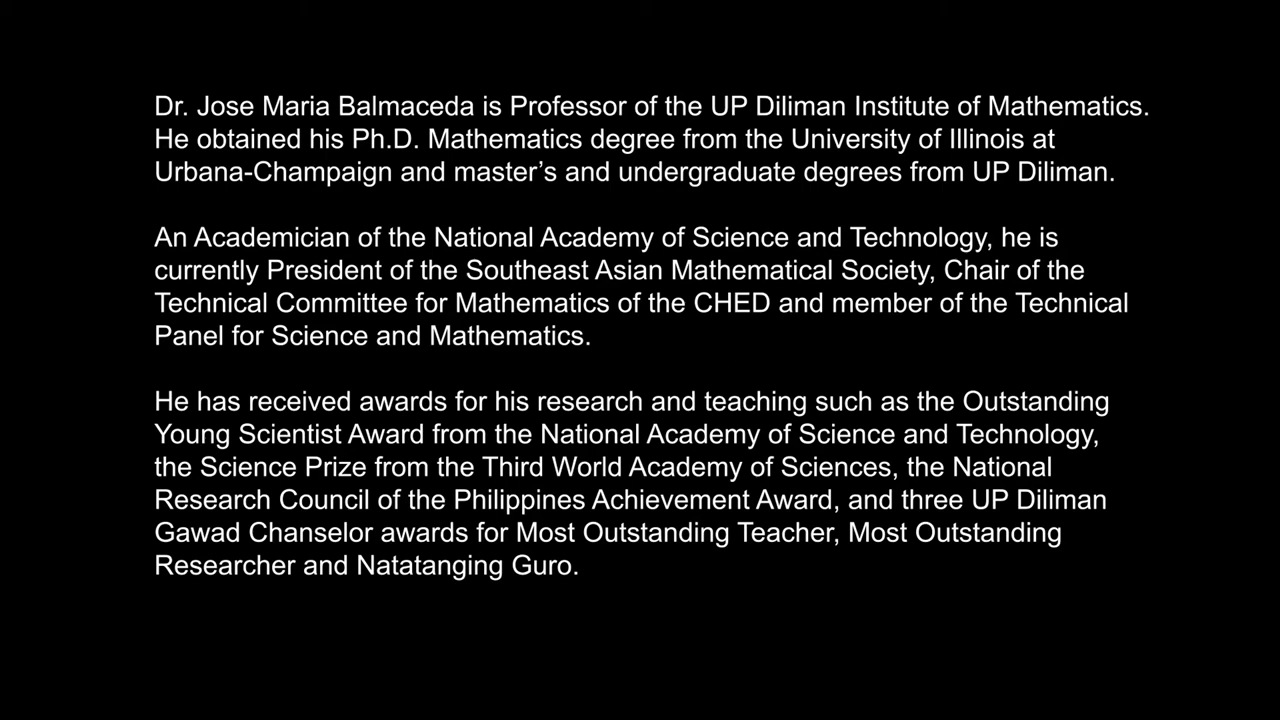 Dr. Jose Maria Balmaceda is Professor of the UP Diliman Institute of Mathematics.
He obtained his Ph.D. Mathematics degree from the University of Illinois at
Urbana-Champaign and master’s and undergraduate degrees from UP Diliman.
An Academician of the National Academy of Science and Technology, he is
currently President of the Southeast Asian Mathematical Society, Chair of the
Technical Committee for Mathematics of the CHED and member of the Technical
Panel for Science and Mathematics.
He has received awards for his research and teaching such as the Outstanding
Young Scientist Award from the National Academy of Science and Technology,
the Science Prize from the Third World Academy of Sciences, the National
Research Council of the Philippines Achievement Award, and three UP Diliman
Gawad Chanselor awards for Most Outstanding Teacher, Most Outstanding
Researcher and Natatanging Guro.